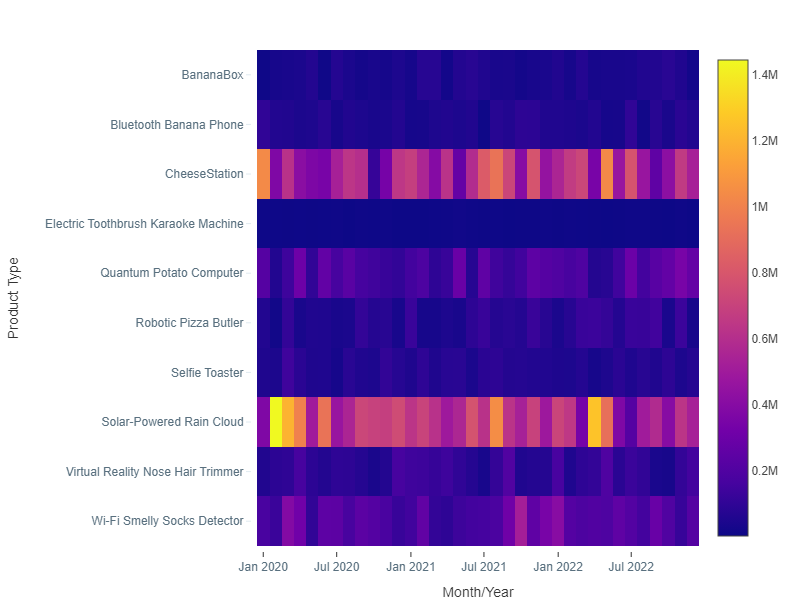 BananaBox
Bluetooth Banana Phone
CheeseStation
Electric Toothbrush Karaoke Machine
Quantum Potato Computer
Robotic Pizza Butler
Selfie Toaster
Solar-Powered Rain Cloud
Virtual Reality Nose Hair Trimmer
Wi-Fi Smelly Socks Detector
Product Type
Jan 2020 Jul 2020 Jan 2021 Jul 2021 Jan 2022 Jul 2022
Month/Year
1.4M
1.2M
1M
0.8M
0.6M
0.4M
0.2M